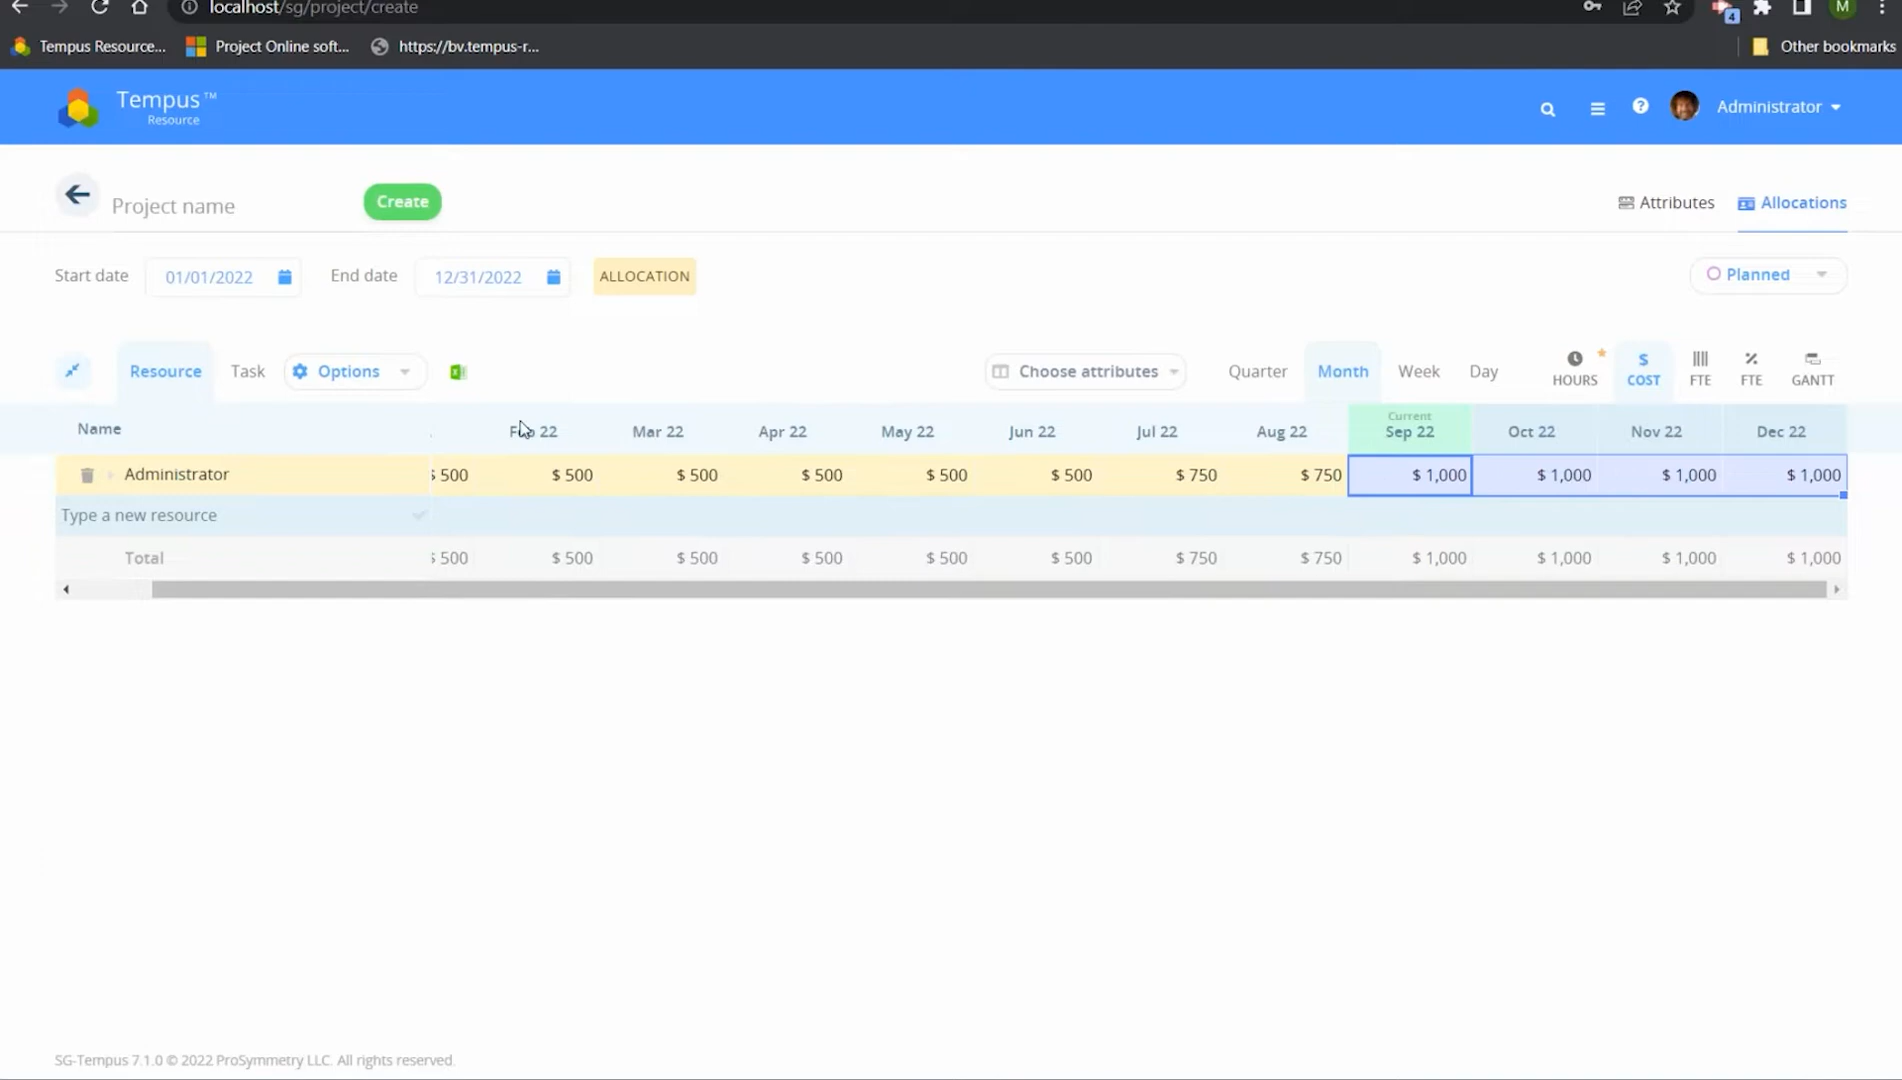 localhost/sg/project/create
4
M
Tempus Resource...
Project Online soft...
https://bv.tempus-r...
Other bookmarks
Tempus™
Resource
?
Administrator
Project name
Create
Attributes
Allocations
Start date
01/01/2022
End date
12/31/2022
ALLOCATION
Planned
Resource
Task
Options
Choose attributes
Quarter
Month
Week
Day
HOURS
$ COST
FTE
% FTE
GANTT
Name
22
Mar 22
Apr 22
May 22
Jun 22
Jul 22
Aug 22
Current
Sep 22
Oct 22
Nov 22
Dec 22
Administrator
$ 500
$ 500
$ 500
$ 500
$ 500
$ 500
$ 750
$ 750
$ 1,000
$ 1,000
$ 1,000
$ 1,000
Type a new resource
Total
$ 500
$ 500
$ 500
$ 500
$ 500
$ 500
$ 750
$ 750
$ 1,000
$ 1,000
$ 1,000
$ 1,000
SG-Tempus 7.1.0 © 2022 ProSymmetry LLC. All rights reserved.